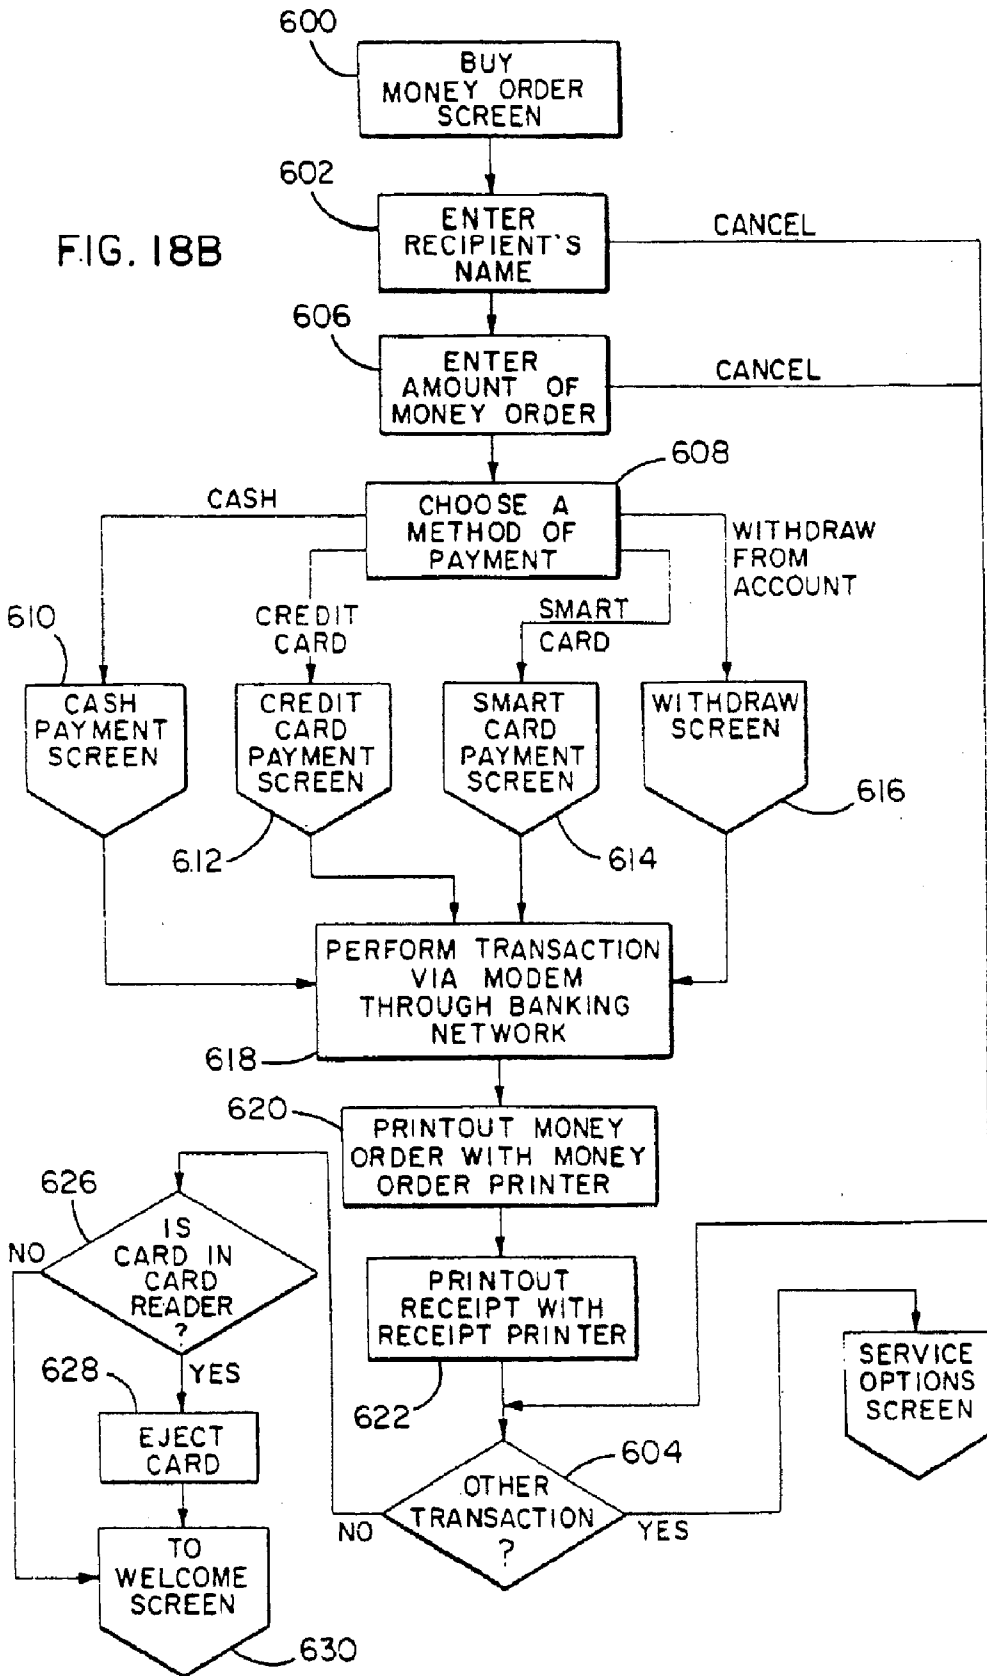 600
BUY
MONEY ORDER
SCREEN
602
ENTER
RECIPIENT'S
NAME
CANCEL
FIG. 18B
606
ENTER
AMOUNT OF
MONEY ORDER
CANCEL
608
CHOOSE A
METHOD OF
PAYMENT
CASH
CREDIT
CARD
SMART
CARD
WITHDRAW
FROM
ACCOUNT
610
CASH
PAYMENT
SCREEN
CREDIT
CARD
PAYMENT
SCREEN
612
SMART
CARD
PAYMENT
SCREEN
614
WITHDRAW
SCREEN
616
PERFORM TRANSACTION
VIA MODEM
THROUGH BANKING
NETWORK
618
620
PRINTOUT MONEY
ORDER WITH MONEY
ORDER PRINTER
PRINTOUT
RECEIPT WITH
RECEIPT PRINTER
622
604
OTHER
TRANSACTION
?
NO
YES
SERVICE
OPTIONS
SCREEN
626
IS
CARD IN
CARD
READER
?
NO
YES
628
EJECT
CARD
TO
WELCOME
SCREEN
630